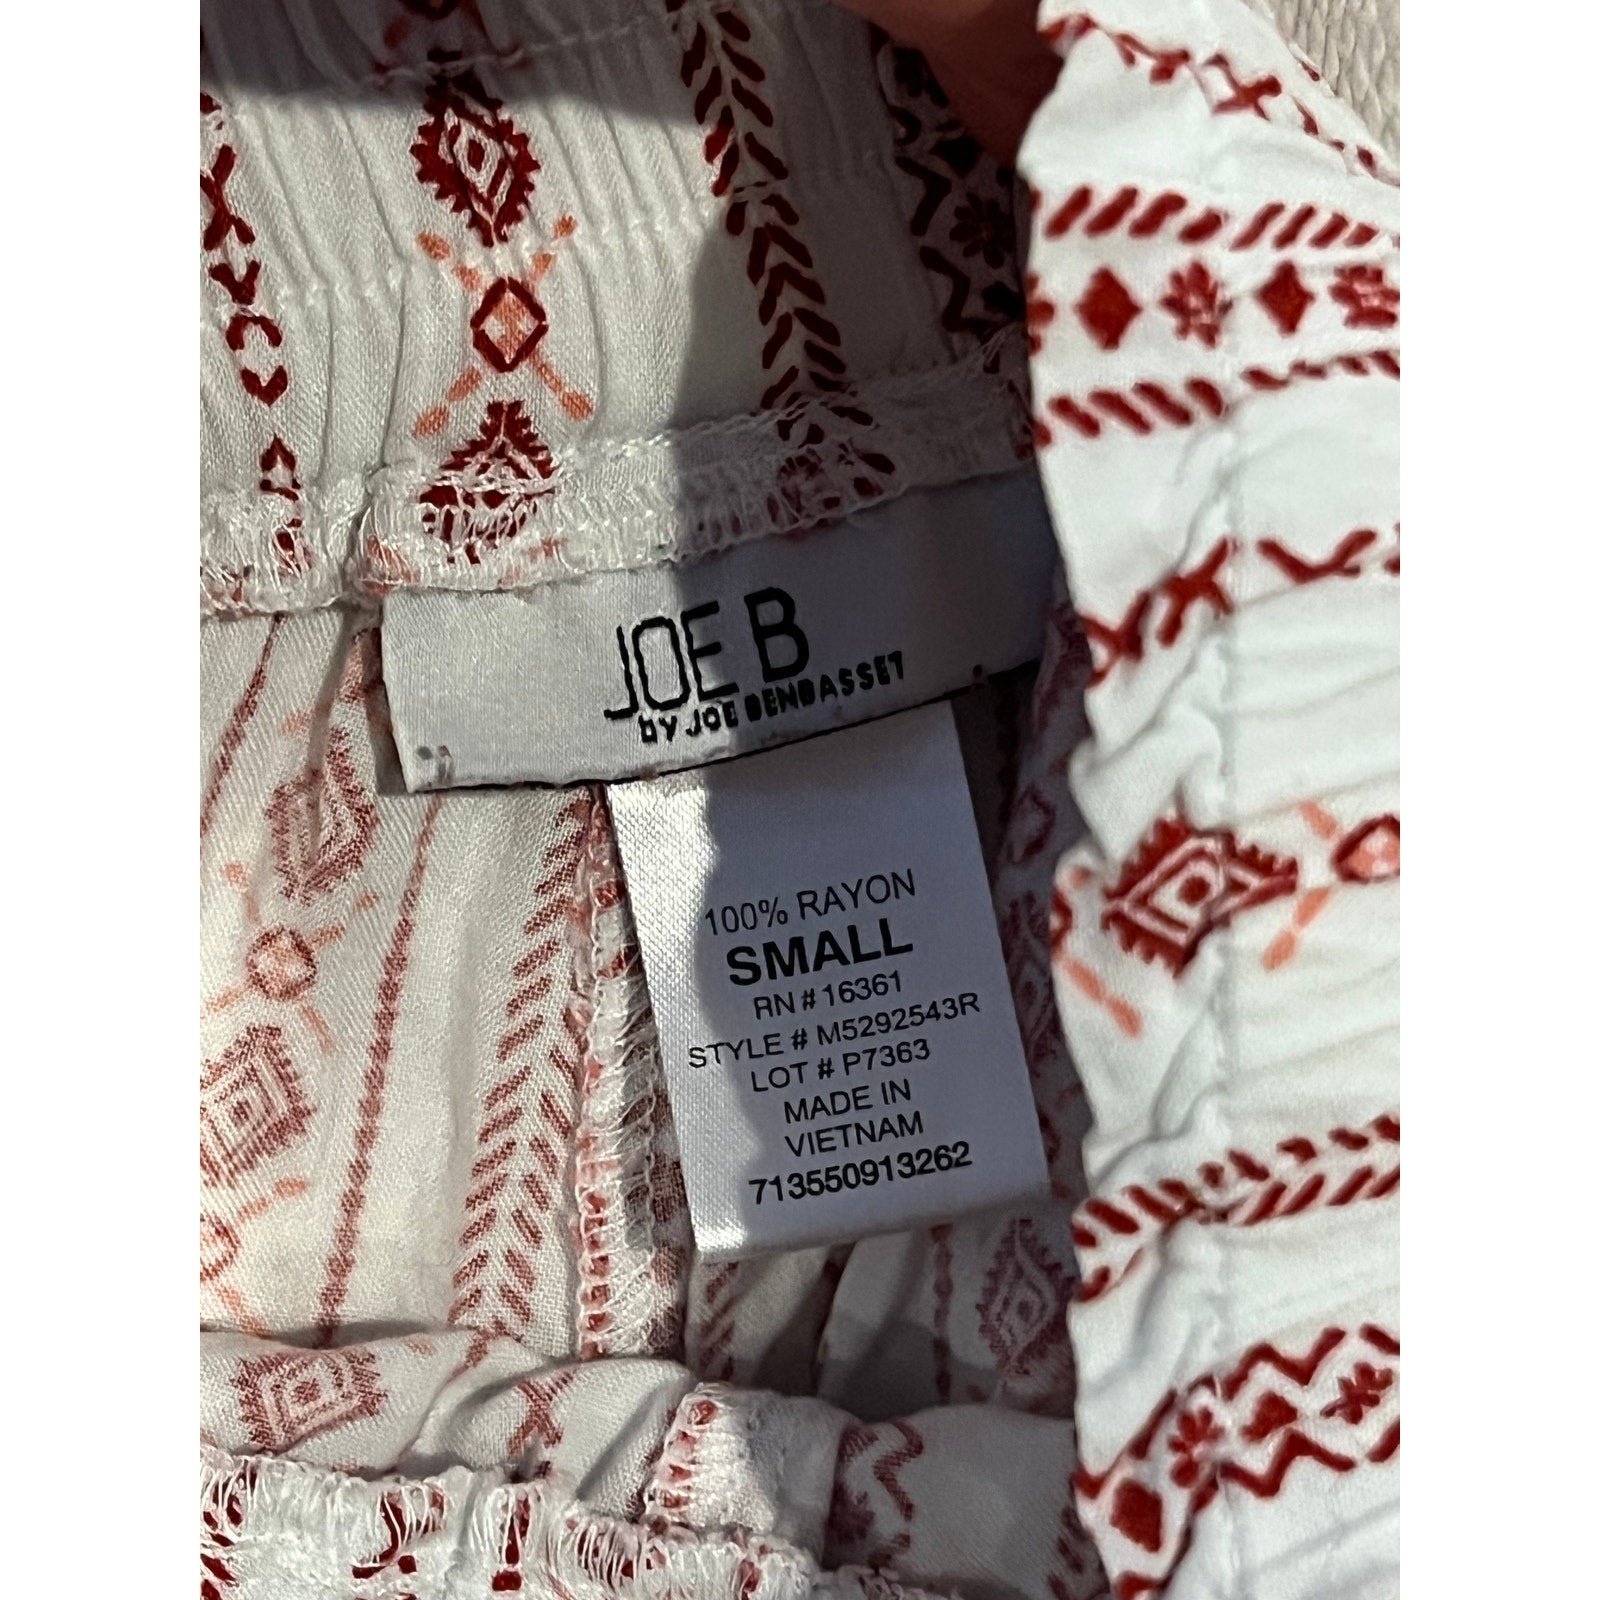 JOE B
by JOE BENBASSET
100% RAYON
SMALL
RN # 16361
STYLE # M5292543R
LOT # P7363
MADE IN
VIETNAM
713550913262